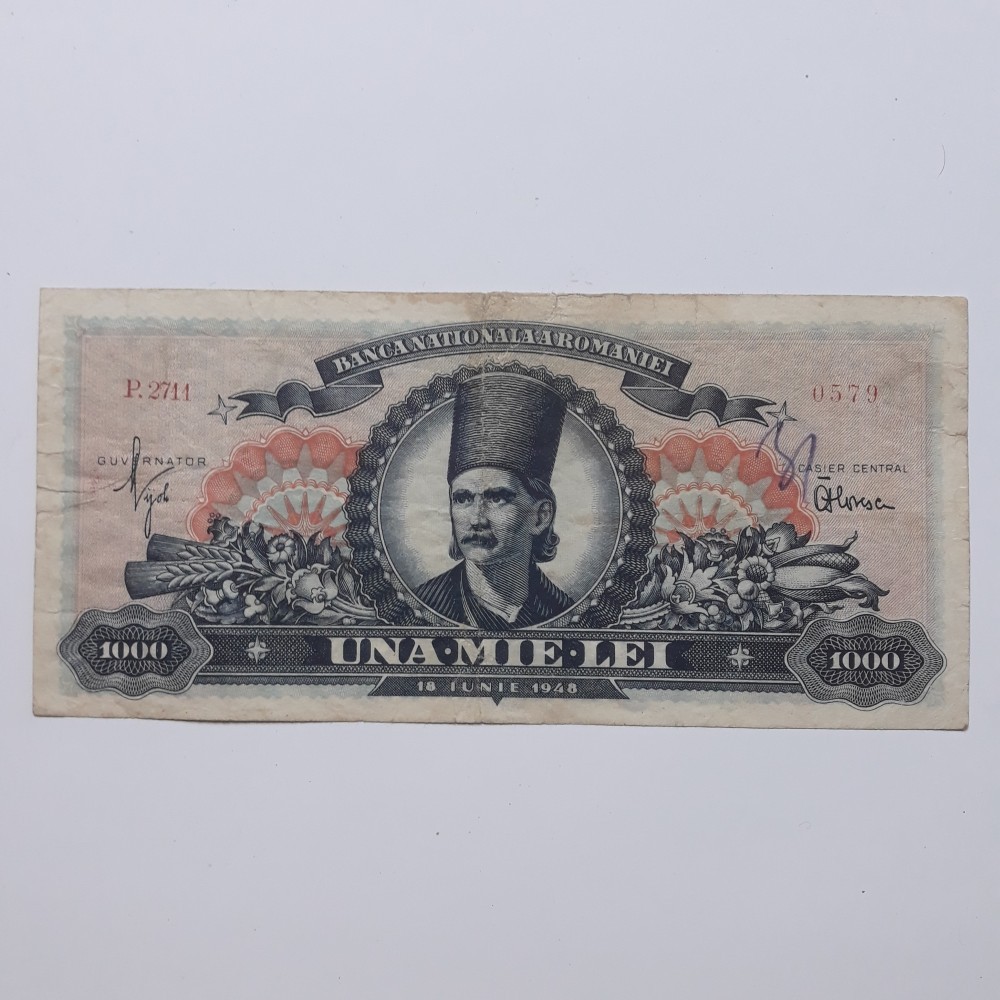 BANCA NATIONALA A ROMANIEI
P. 2711
0579
GUVERNATOR
CASIER CENTRAL
1000
UNA·MIE·LEI
1000
18 IUNIE 1948